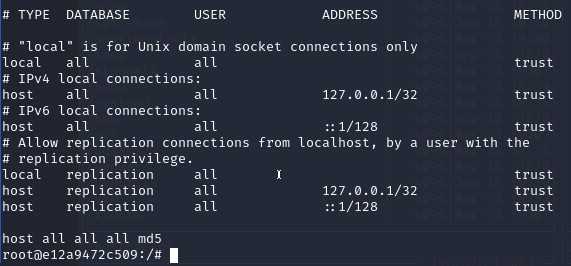 # TYPE  DATABASE        USER            ADDRESS                 METHOD
# "local" is for Unix domain socket connections only
local   all             all                                     trust
# IPv4 local connections:
host    all             all             127.0.0.1/32            trust
# IPv6 local connections:
host    all             all             ::1/128                 trust
# Allow replication connections from localhost, by a user with the
# replication privilege.
local   replication     all                                     trust
host    replication     all             127.0.0.1/32            trust
host    replication     all             ::1/128                 trust
host all all all md5
root@e12a9472c509:/#